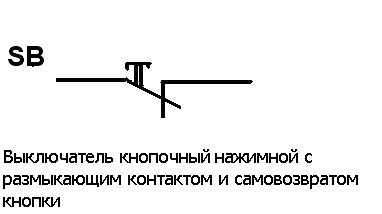 SB
Выключатель кнопочный нажимной с
размыкающим контактом и самовозвратом
кнопки